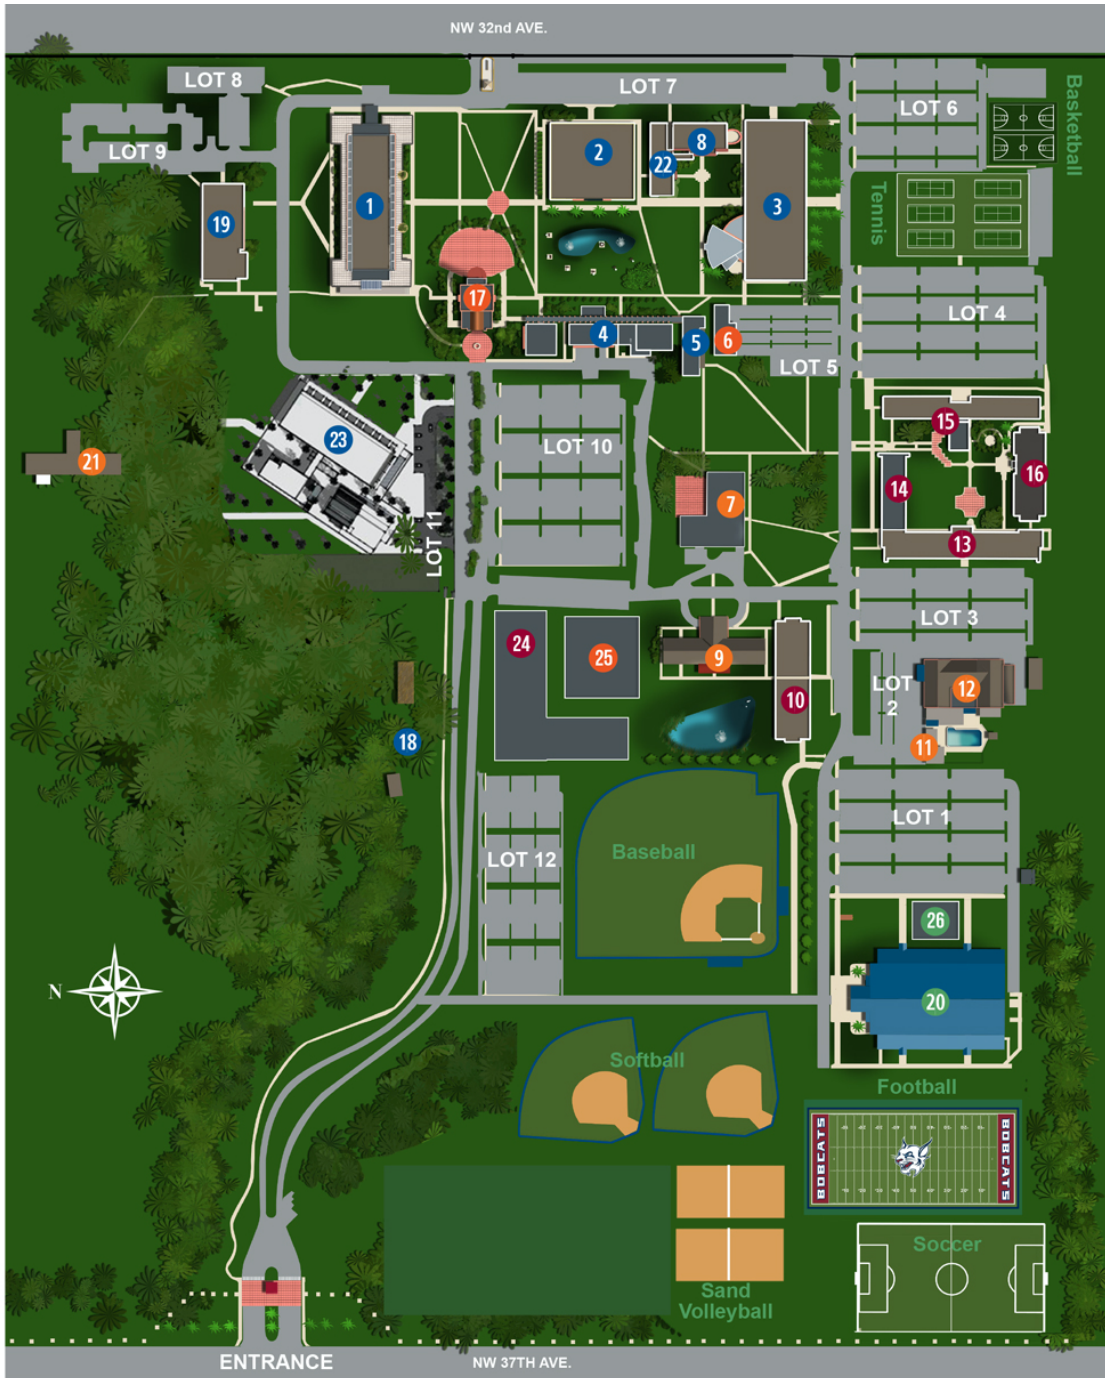 NW 32nd AVE.
LOT 8
LOT 7
LOT 6
Basketball
LOT 9
2
8
22
1
3
19
Tennis
17
4
5
6
LOT 4
LOT 5
15
23
LOT 10
21
16
14
7
LOT 11
13
LOT 3
24
25
9
12
10
LOT
2
18
11
LOT 1
Baseball
LOT 12
26
N
20
Softball
Football
BOBCATS
BOBCATS
Soccer
Sand
Volleyball
ENTRANCE
NW 37TH AVE.